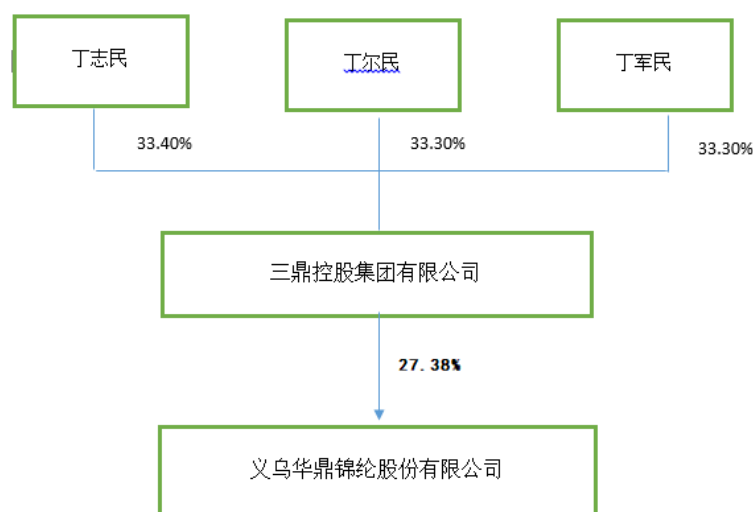 丁志民
丁尔民
丁军民
33.40%
33.30%
33.30%
三鼎控股集团有限公司
27.38%
义乌华鼎锦纶股份有限公司